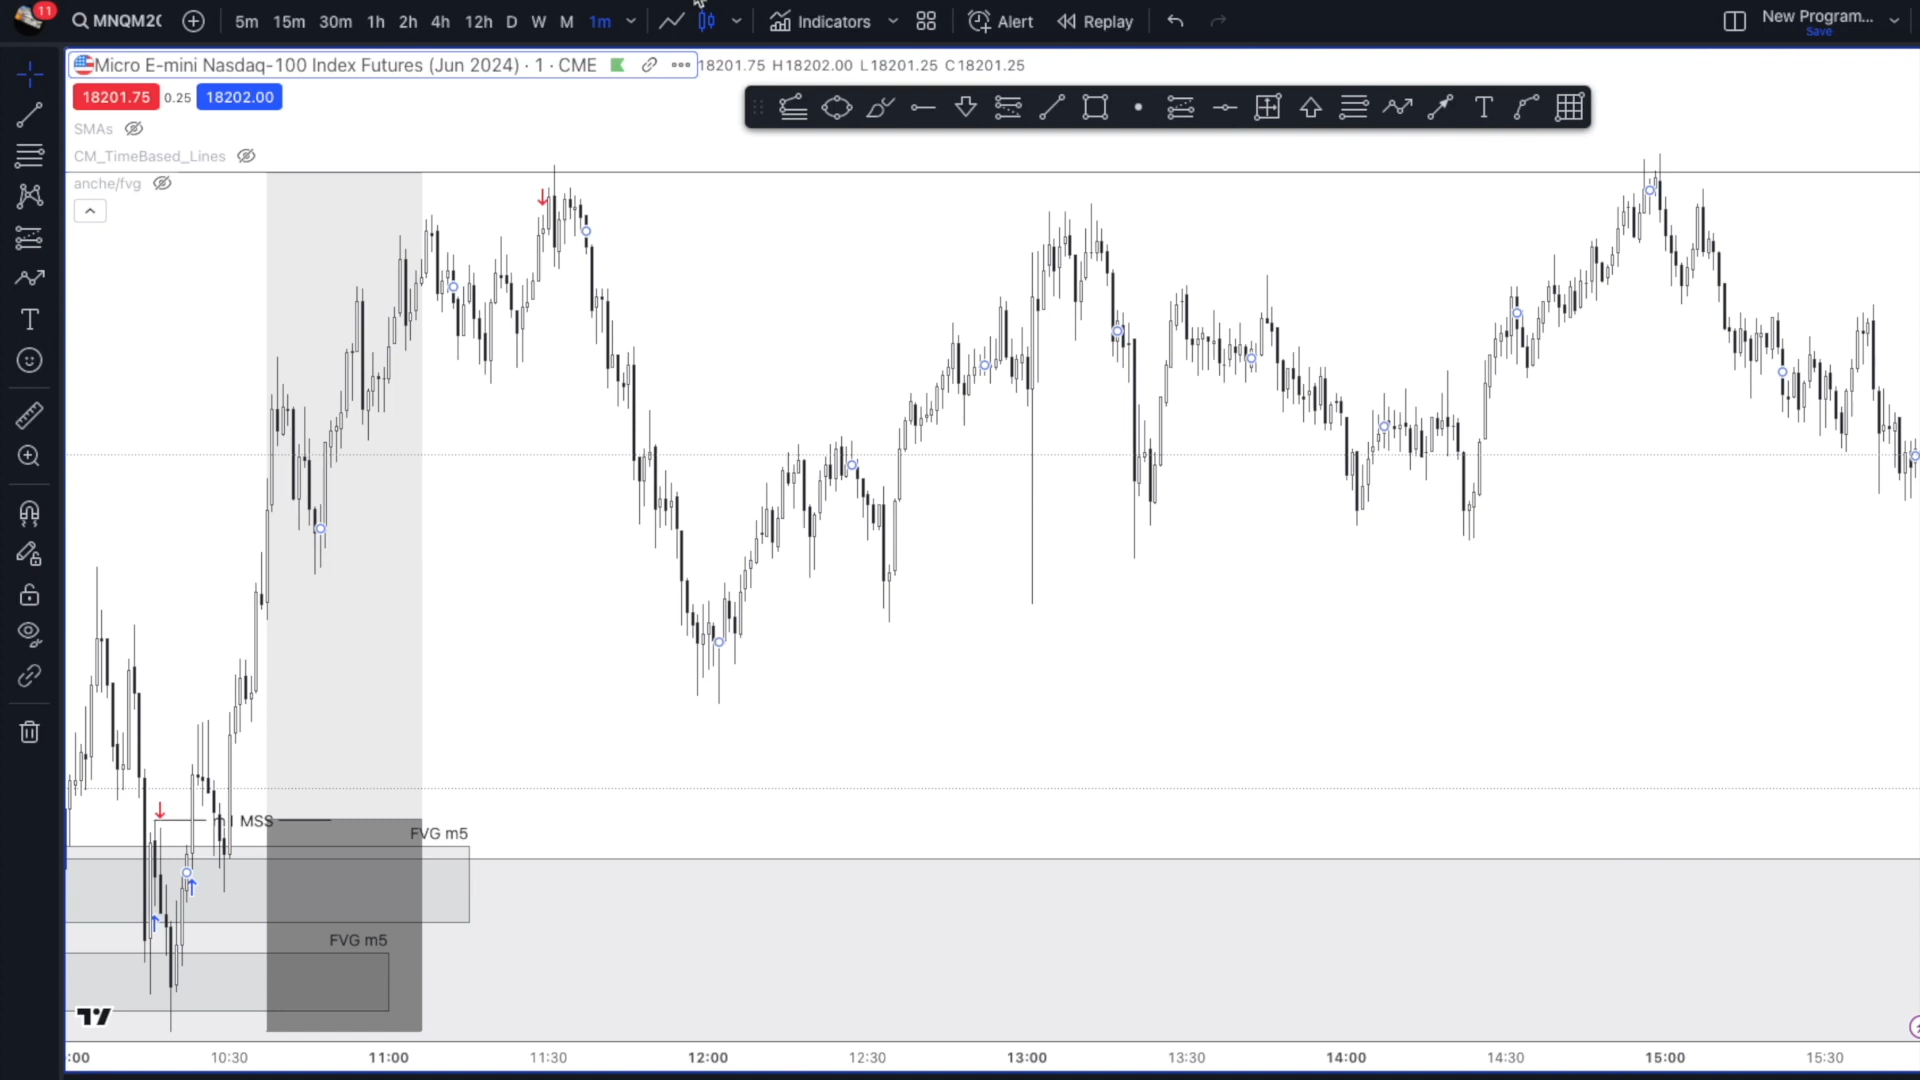 11
MNQM2(
5m 15m 30m 1h 2h 4h 12h D W M 1m
Indicators
Alert
Replay
New Program...
Save
Micro E-mini Nasdaq-100 Index Futures (Jun 2024) · 1 · CME
18201.75 H18202.00 L18201.25 C18201.25
18201.75 0.25 18202.00
SMAs
CM_TimeBased_Lines
anche/fvg
MSS
FVG m5
FVG m5
:00 10:30 11:00 11:30 12:00 12:30 13:00 13:30 14:00 14:30 15:00 15:30